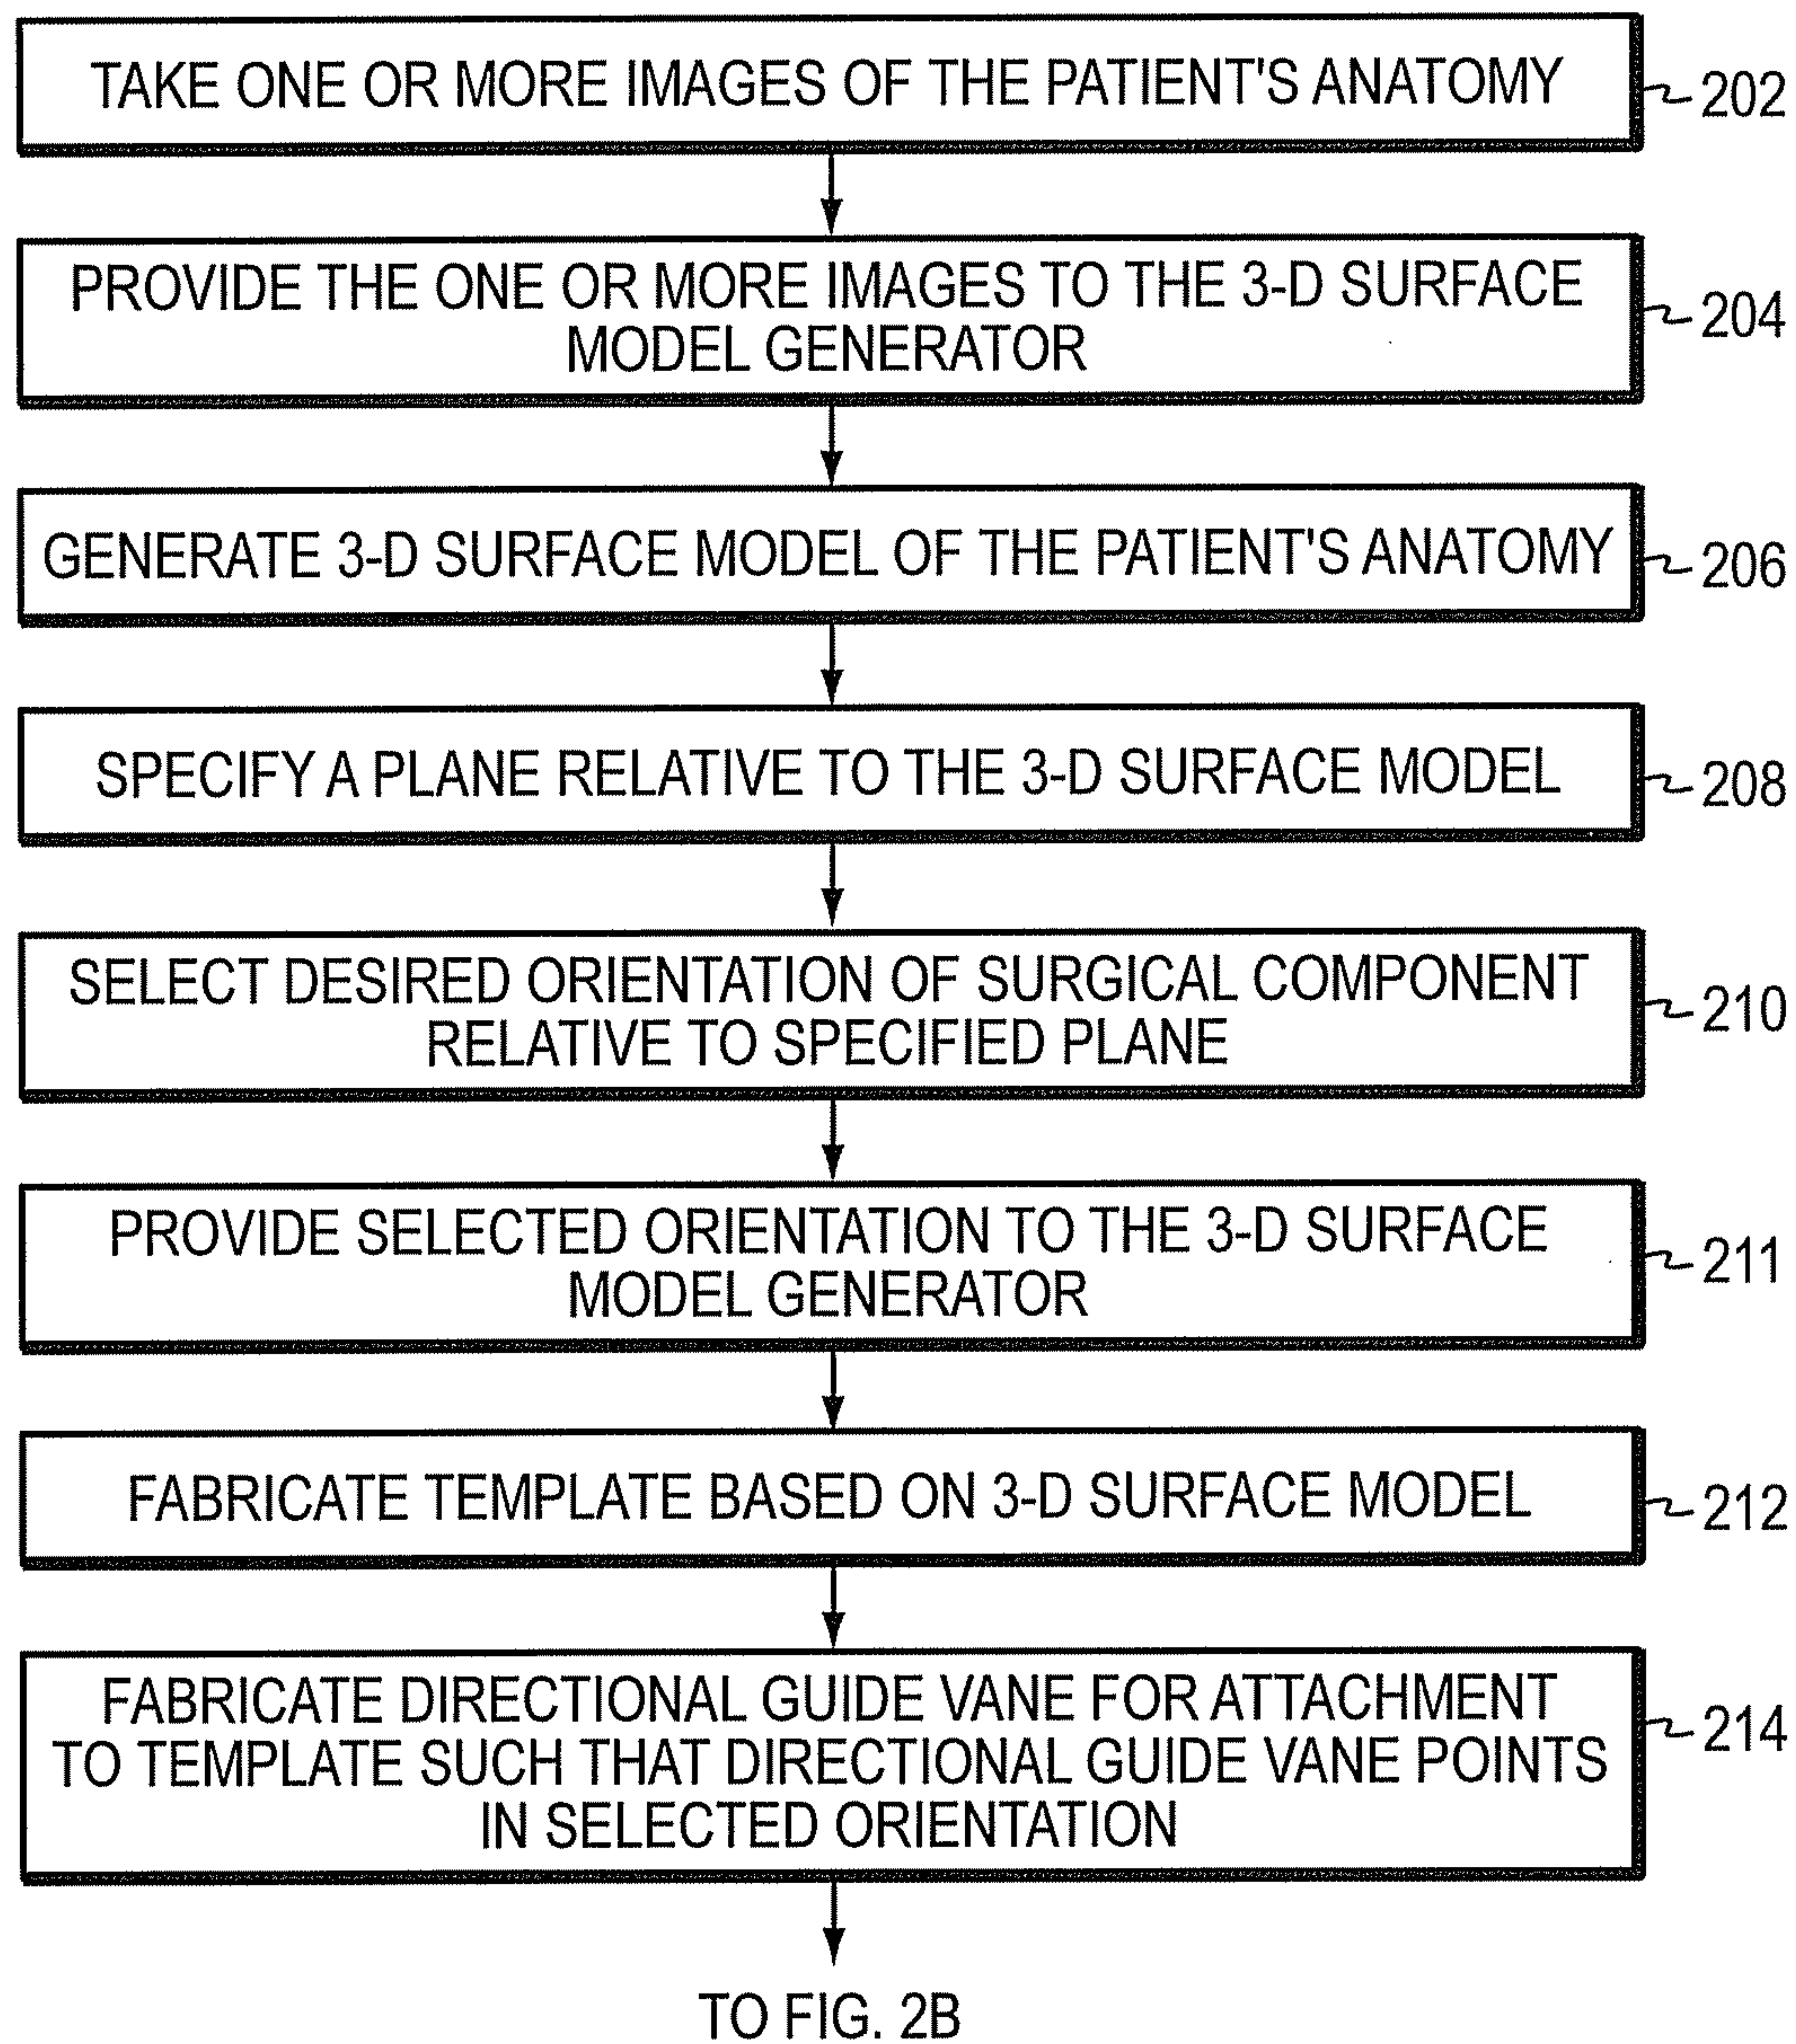 TAKE ONE OR MORE IMAGES OF THE PATIENT'S ANATOMY
202
PROVIDE THE ONE OR MORE IMAGES TO THE 3-D SURFACE
MODEL GENERATOR
204
GENERATE 3-D SURFACE MODEL OF THE PATIENT'S ANATOMY
206
SPECIFY A PLANE RELATIVE TO THE 3-D SURFACE MODEL
208
SELECT DESIRED ORIENTATION OF SURGICAL COMPONENT
RELATIVE TO SPECIFIED PLANE
210
PROVIDE SELECTED ORIENTATION TO THE 3-D SURFACE
MODEL GENERATOR
211
FABRICATE TEMPLATE BASED ON 3-D SURFACE MODEL
212
FABRICATE DIRECTIONAL GUIDE VANE FOR ATTACHMENT
TO TEMPLATE SUCH THAT DIRECTIONAL GUIDE VANE POINTS
IN SELECTED ORIENTATION
214
TO FIG. 2B